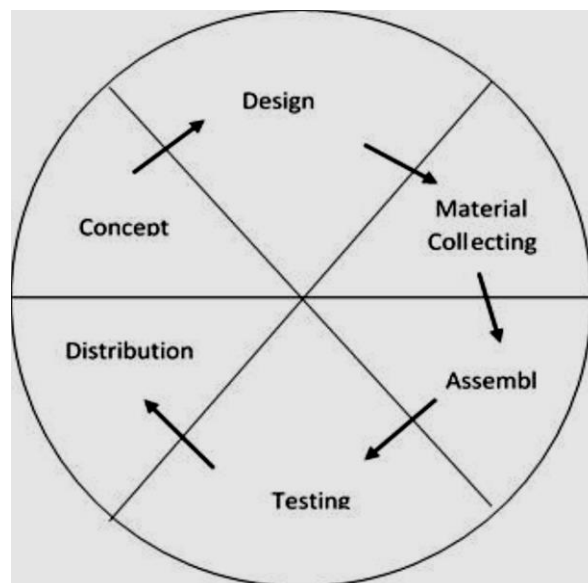 Design
Concept
Material
Collecting
Distribution
Assembl
Testing